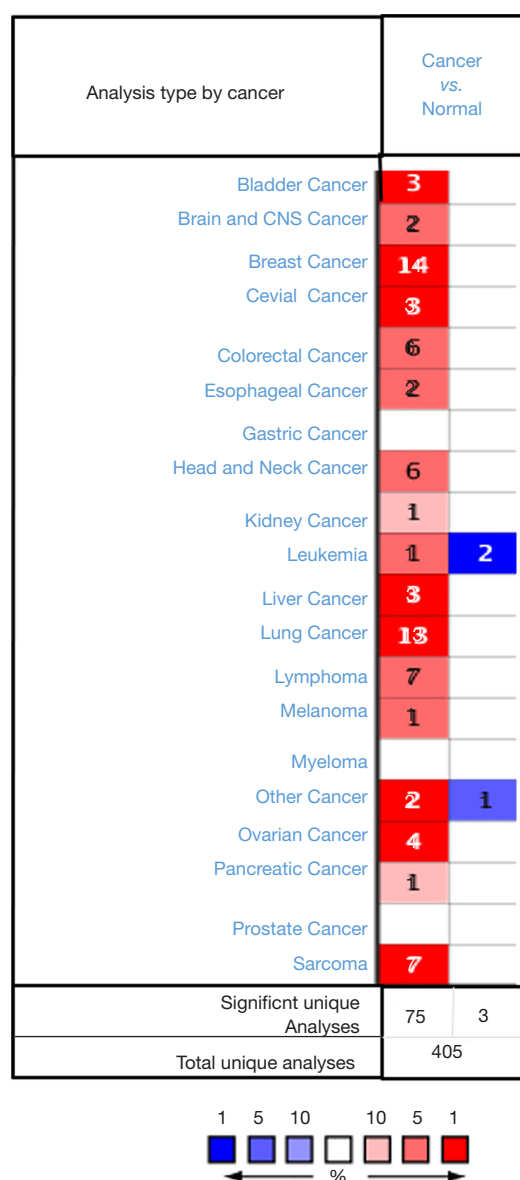 Analysis type by cancer
Cancer
vs.
Normal
Bladder Cancer 3
Brain and CNS Cancer 2
Breast Cancer 14
Cevial Cancer 3
Colorectal Cancer 6
Esophageal Cancer 2
Gastric Cancer
Head and Neck Cancer 6
Kidney Cancer 1
Leukemia 1 2
Liver Cancer 3
Lung Cancer 13
Lymphoma 7
Melanoma 1
Myeloma
Other Cancer 2 1
Ovarian Cancer 4
Pancreatic Cancer 1
Prostate Cancer
Sarcoma 7
Significnt unique
Analyses 75 3
Total unique analyses 405
1 5 10 10 5 1
%